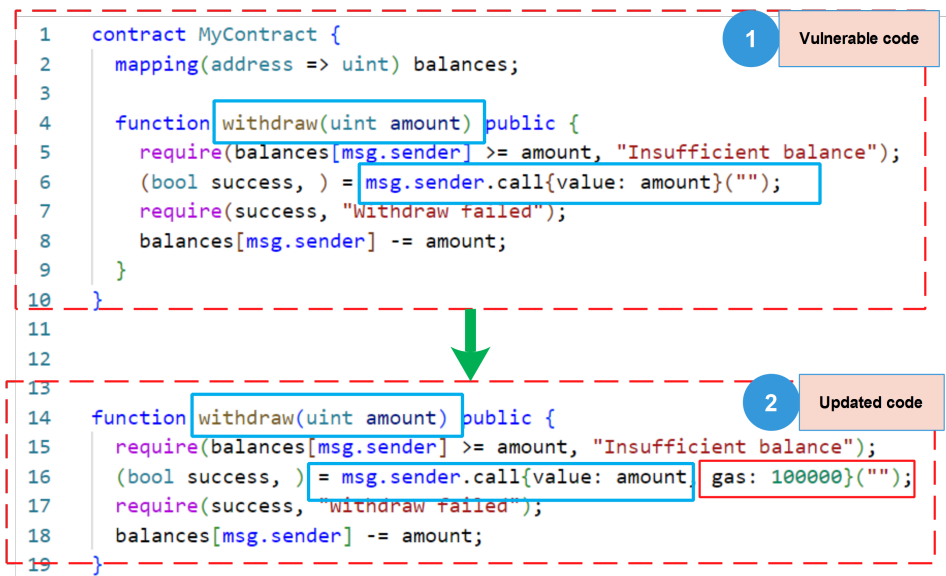 1 contract MyContract {
1 Vulnerable code
2 mapping(address => uint) balances;
3
4 function withdraw(uint amount) public {
5 require(balances[msg.sender] >= amount, "Insufficient balance");
6 (bool success, ) = msg.sender.call{value: amount}("");
7 require(success, "Withdraw failed");
8 balances[msg.sender] -= amount;
9 }
10 }
11
12
13
2 Updated code
14 function withdraw(uint amount) public {
15 require(balances[msg.sender] >= amount, "Insufficient balance");
16 (bool success, ) = msg.sender.call{value: amount, gas: 100000}("");
17 require(success, "Withdraw failed");
18 balances[msg.sender] -= amount;
19 }